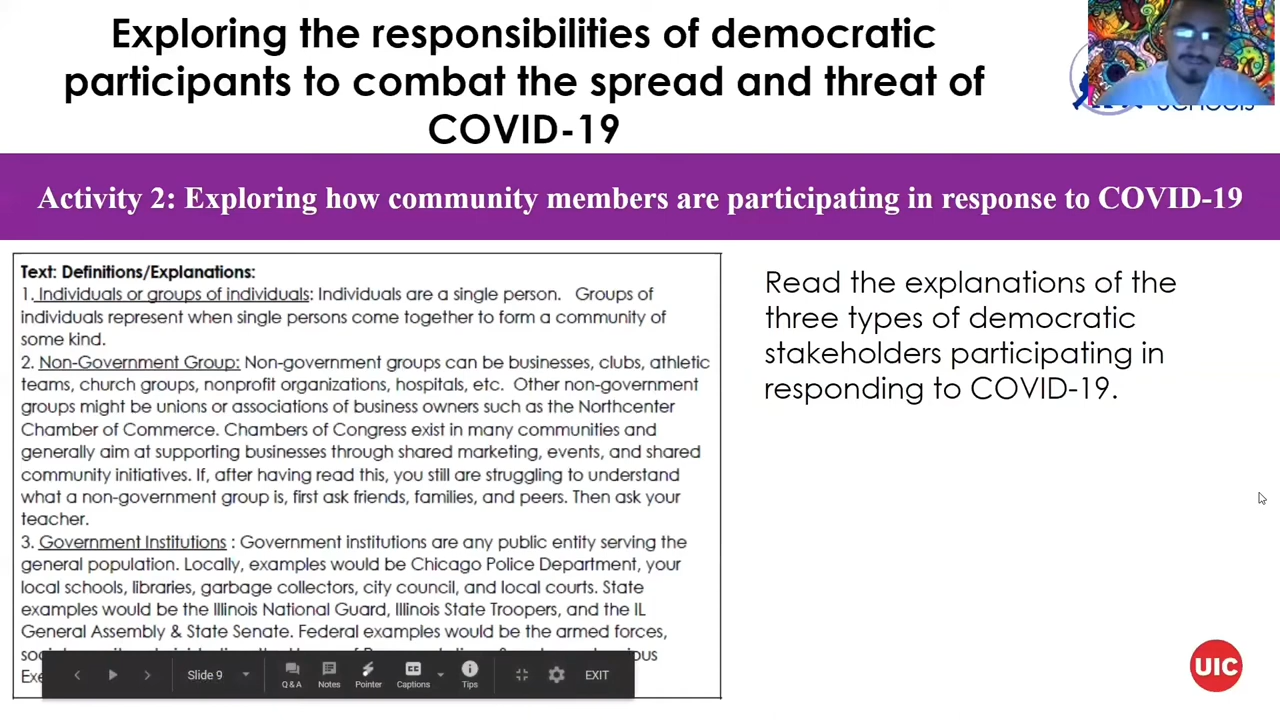 Exploring the responsibilities of democratic
participants to combat the spread and threat of
COVID-19
Activity 2: Exploring how community members are participating in response to COVID-19
Text: Definitions/Explanations:
1. Individuals or groups of individuals: Individuals are a single person. Groups of
individuals represent when single persons come together to form a community of
some kind.
2. Non-Government Group: Non-government groups can be businesses, clubs, athletic
teams, church groups, nonprofit organizations, hospitals, etc. Other non-government
groups might be unions or associations of business owners such as the Northcenter
Chamber of Commerce. Chambers of Congress exist in many communities and
generally aim at supporting businesses through shared marketing, events, and shared
community initiatives. If, after having read this, you still are struggling to understand
what a non-government group is, first ask friends, families, and peers. Then ask your
teacher.
3. Government Institutions : Government institutions are any public entity serving the
general population. Locally, examples would be Chicago Police Department, your
local schools, libraries, garbage collectors, city council, and local courts. State
examples would be the Illinois National Guard, Illinois State Troopers, and the IL
General Assembly & State Senate. Federal examples would be the armed forces,
Read the explanations of the
three types of democratic
stakeholders participating in
responding to COVID-19.
Slide 9
Q & A
Notes
Pointer
CC
Captions
Tips
EXIT
UIC